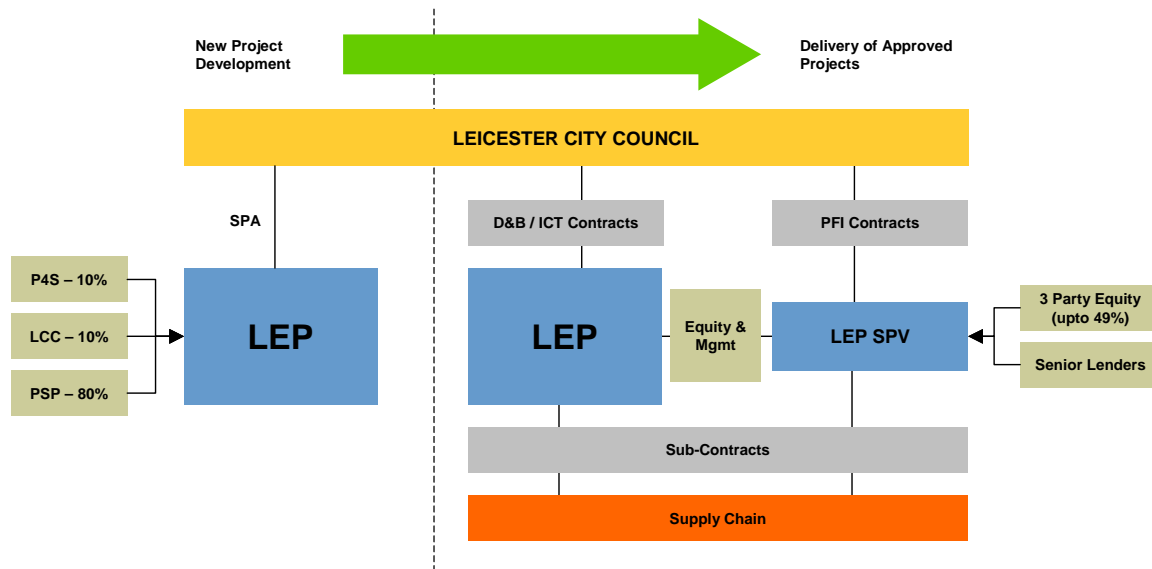 New Project
Development
Delivery of Approved
Projects
LEICESTER CITY COUNCIL
SPA
D&B / ICT Contracts
PFI Contracts
P4S – 10%
LCC – 10%
PSP – 80%
LEP
LEP
Equity &
Mgmt
LEP SPV
3 Party Equity
(upto 49%)
Senior Lenders
Sub-Contracts
Supply Chain